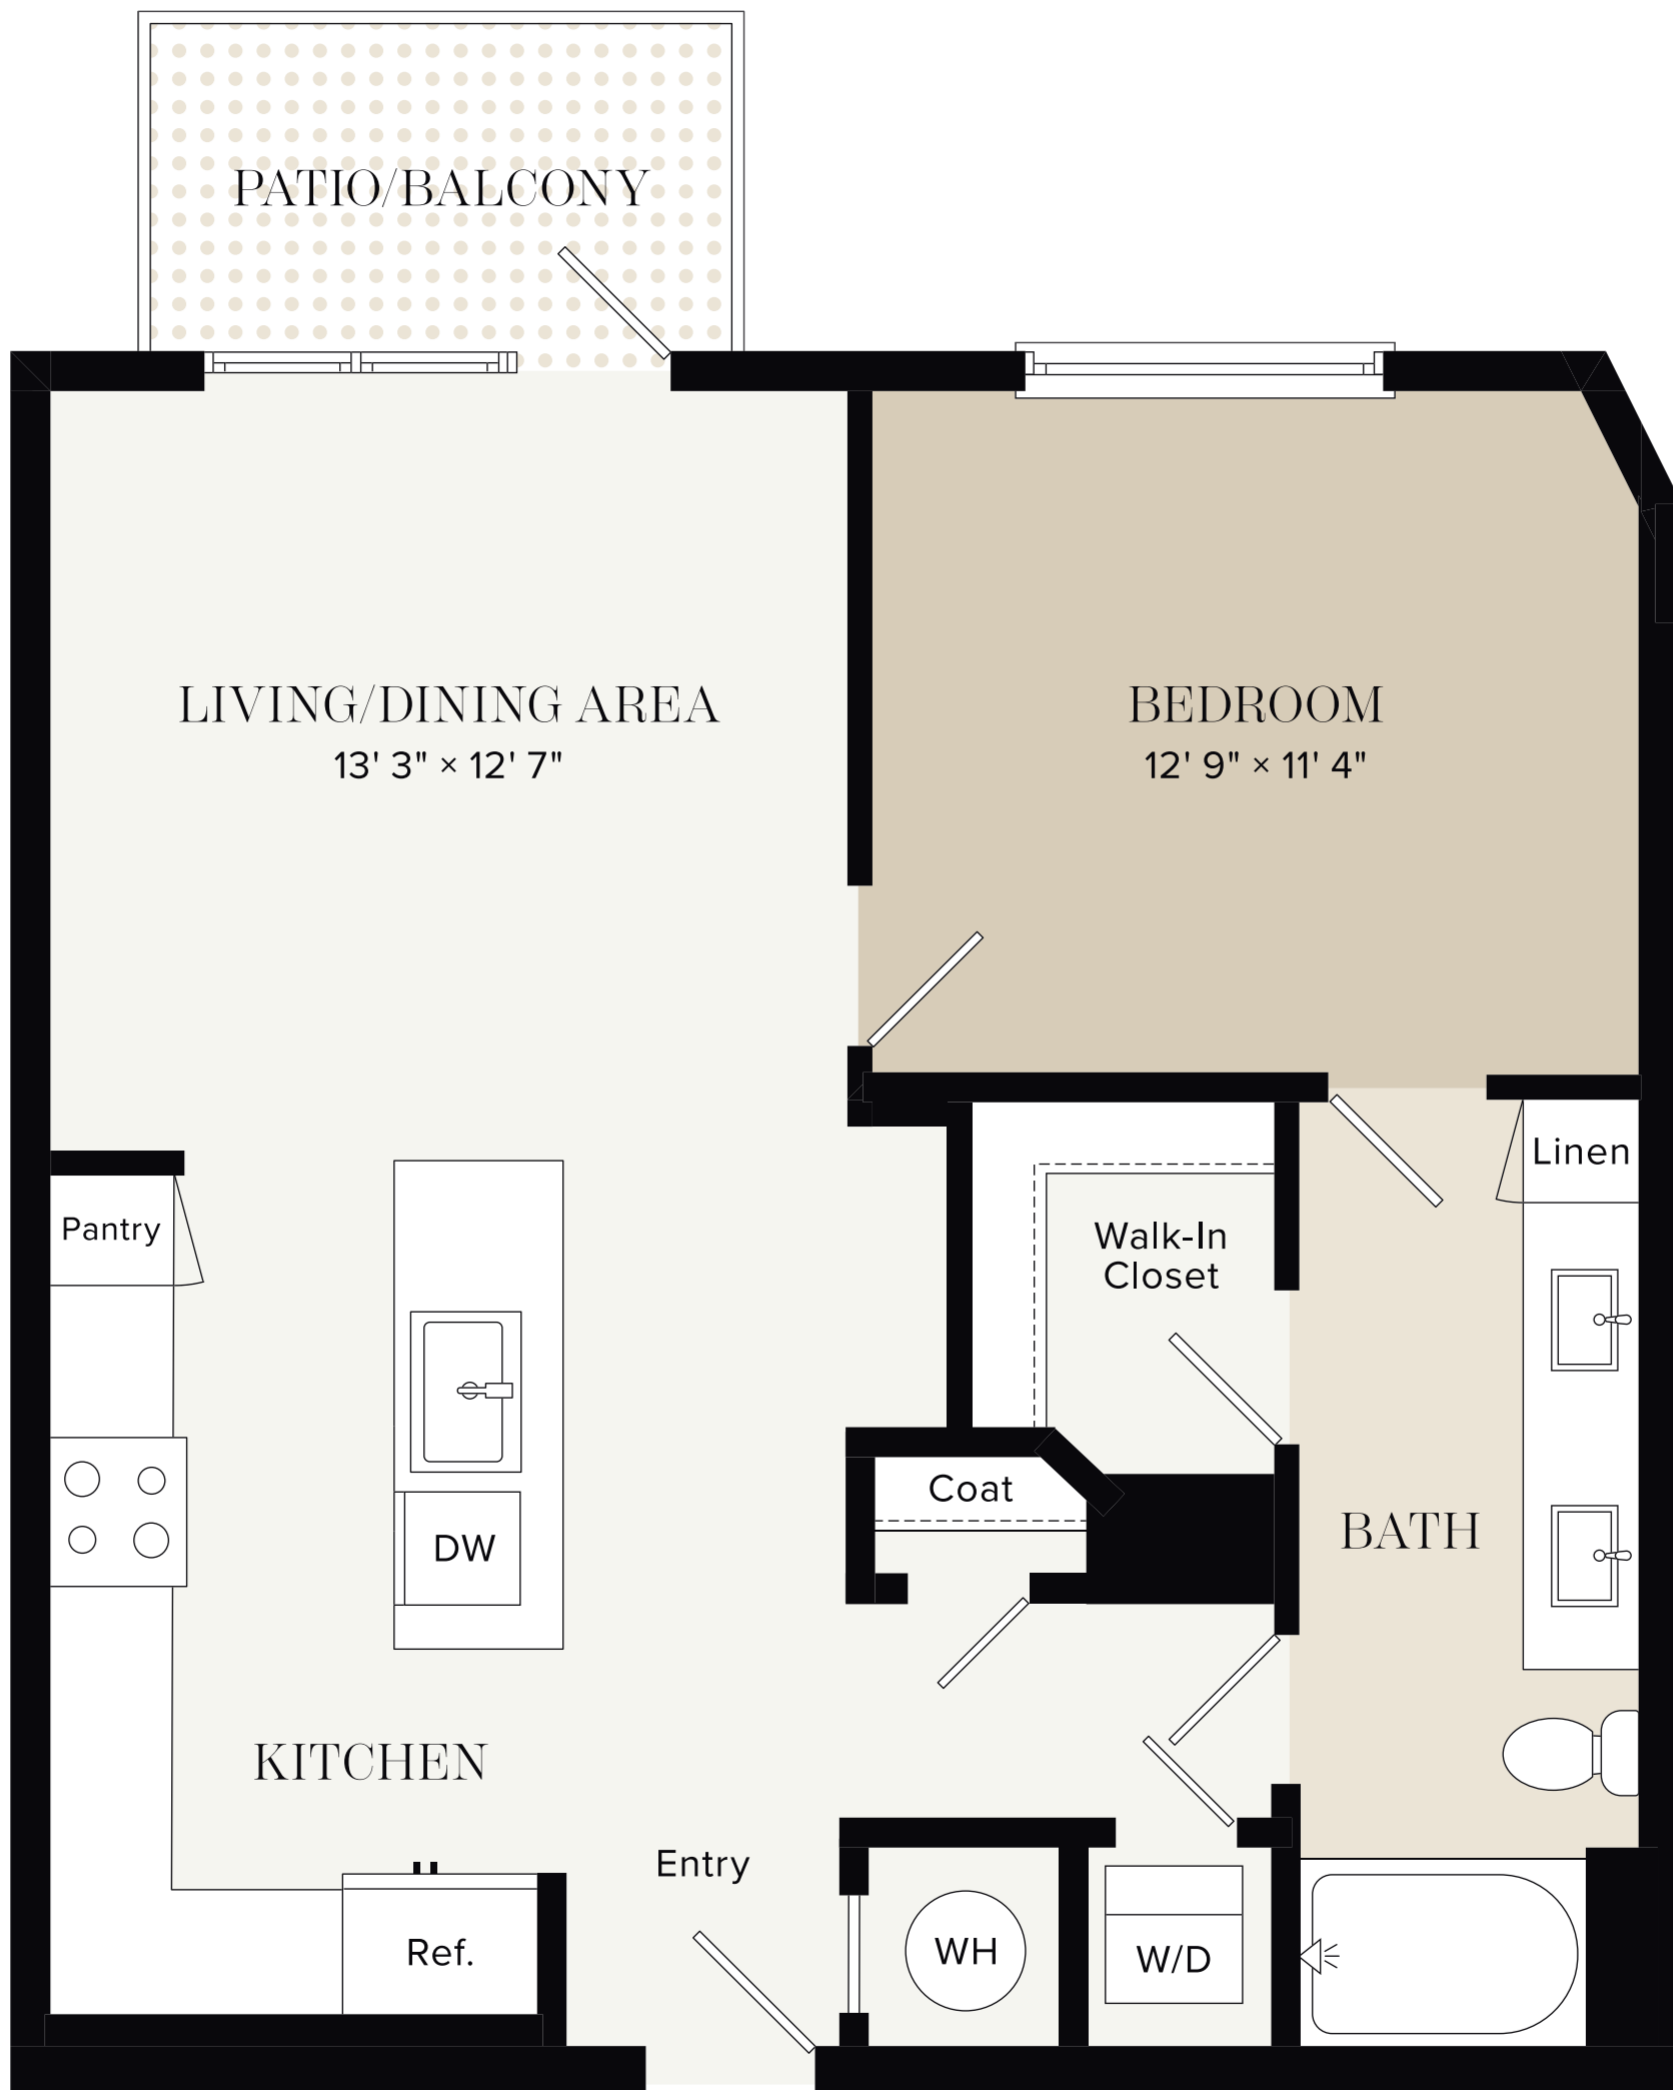 PATIO/BALCONY
LIVING/DINING AREA
13' 3" × 12' 7"
BEDROOM
12' 9" × 11' 4"
Linen
Pantry
Walk-In
Closet
Coat
BATH
DW
KITCHEN
Entry
Ref.
WH
W/D